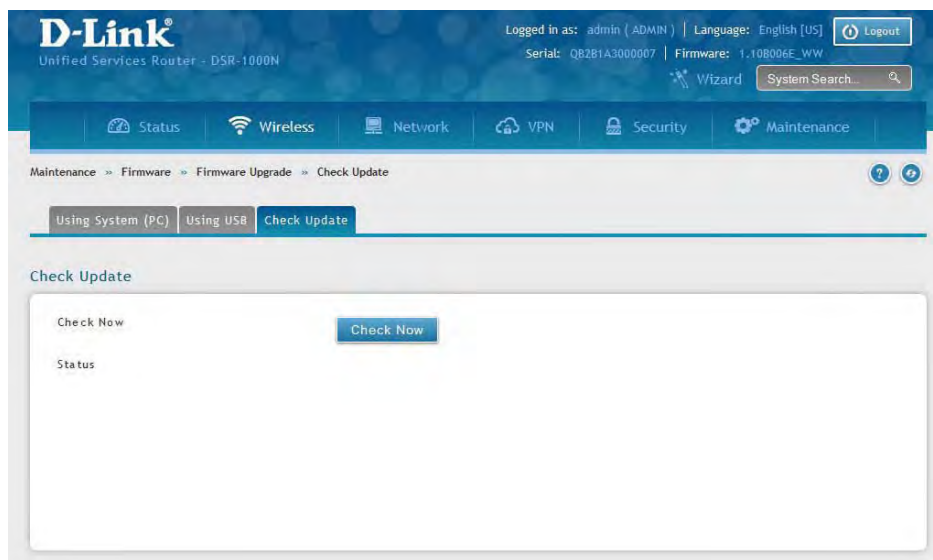 D-Link®
Unified Services Router - DSR-1000N
Logged in as: admin ( ADMIN ) | Language: English [US] Logout
Serial: QB2B1A3000007 | Firmware: 1.10B006E_WW
Wizard System Search...
Status Wireless Network VPN Security Maintenance
Maintenance » Firmware » Firmware Upgrade » Check Update ?
Using System (PC) Using USB Check Update
Check Update
Check Now Check Now
Status